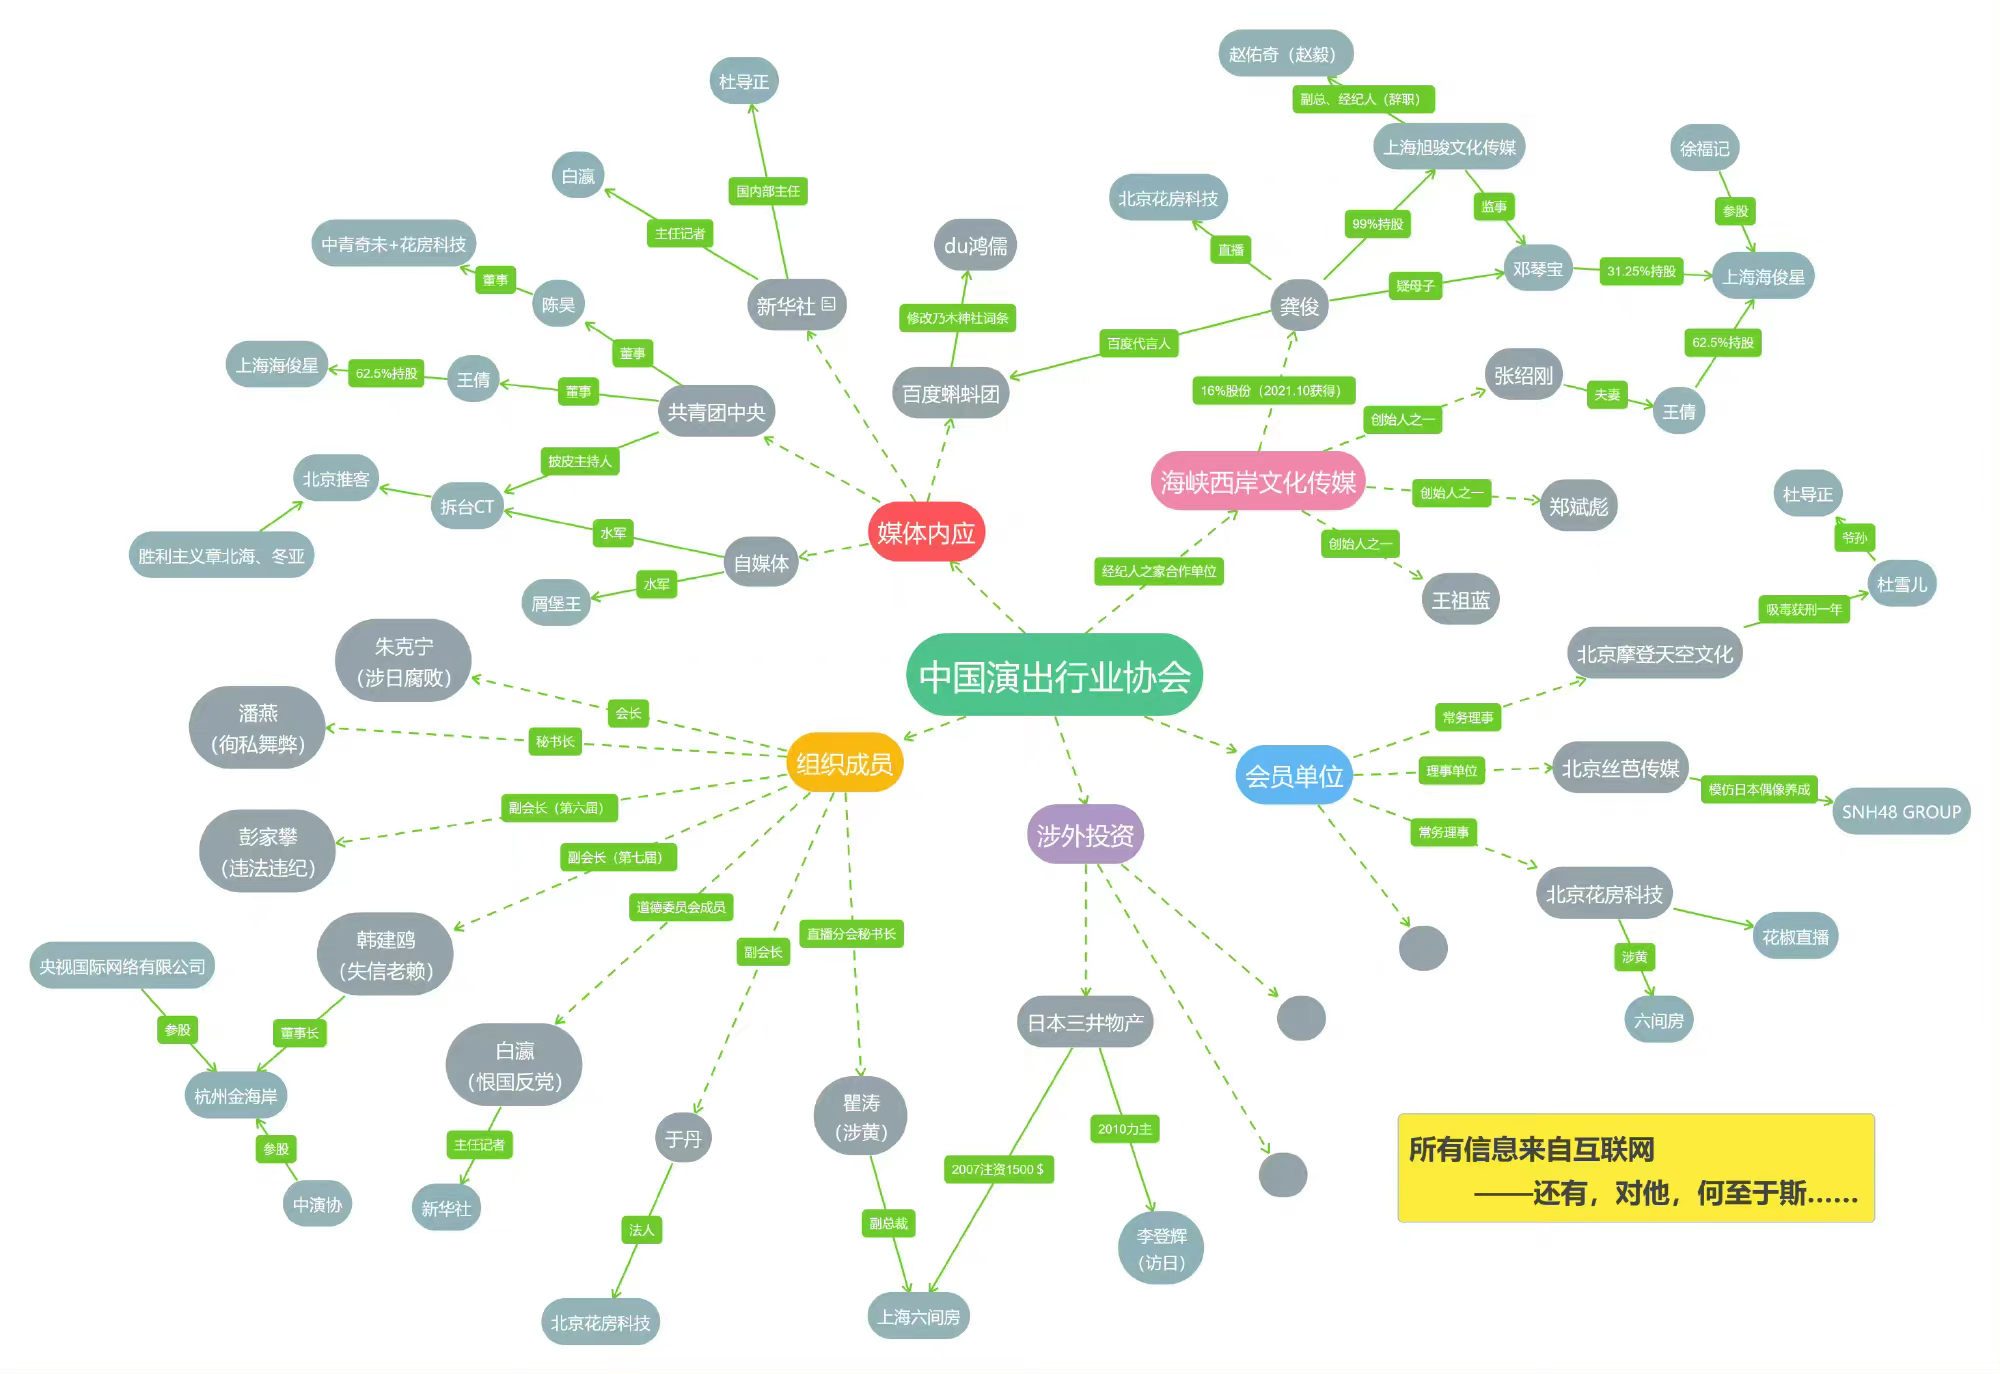 赵佑奇（赵毅）
杜导正
副总、经纪人（辞职）
上海旭骏文化传媒
徐福记
白瀛
国内部主任
北京花房科技
99%持股
监事
参股
主任记者
中青奇未+花房科技
du鸿儒
直播
邓琴宝
31.25%持股
上海海俊星
董事
陈昊
新华社
修改乃木神社词条
龚俊
疑母子
百度代言人
62.5%持股
董事
上海海俊星
62.5%持股
王倩
董事
共青团中央
百度蝌蚪团
16%股份（2021.10获得）
张绍刚
夫妻
王倩
创始人之一
披皮主持人
北京推客
拆台CT
海峡西岸文化传媒
创始人之一
郑斌彪
杜导正
水军
媒体内应
创始人之一
爷孙
胜利主义章北海、冬亚
自媒体
经纪人之家合作单位
水军
屑堡王
王祖蓝
吸毒获刑一年
杜雪儿
朱克宁
（涉日腐败）
中国演出行业协会
北京摩登天空文化
会长
潘燕
（徇私舞弊）
秘书长
常务理事
组织成员
会员单位
理事单位
北京丝芭传媒
模仿日本偶像养成
SNH48 GROUP
副会长（第六届）
彭家攀
（违法违纪）
涉外投资
常务理事
副会长（第七届）
道德委员会成员
北京花房科技
韩建鸥
（失信老赖）
直播分会秘书长
副会长
花椒直播
涉黄
央视国际网络有限公司
参股
董事长
日本三井物产
六间房
白瀛
（恨国反党）
杭州金海岸
瞿涛
（涉黄）
参股
主任记者
于丹
2010力主
2007注资1500＄
所有信息来自互联网
——还有，对他，何至于斯……
中演协
新华社
法人
副总裁
李登辉
（访日）
北京花房科技
上海六间房